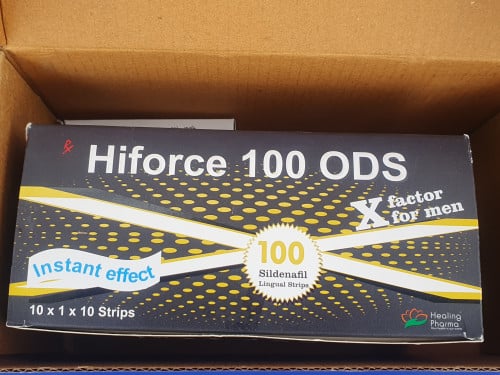 Rx
Hiforce 100 ODS
X factor
for men
100
Sildenafil
Lingual Strips
Instant effect
10 x 1 x 10 Strips
Healing
Pharma